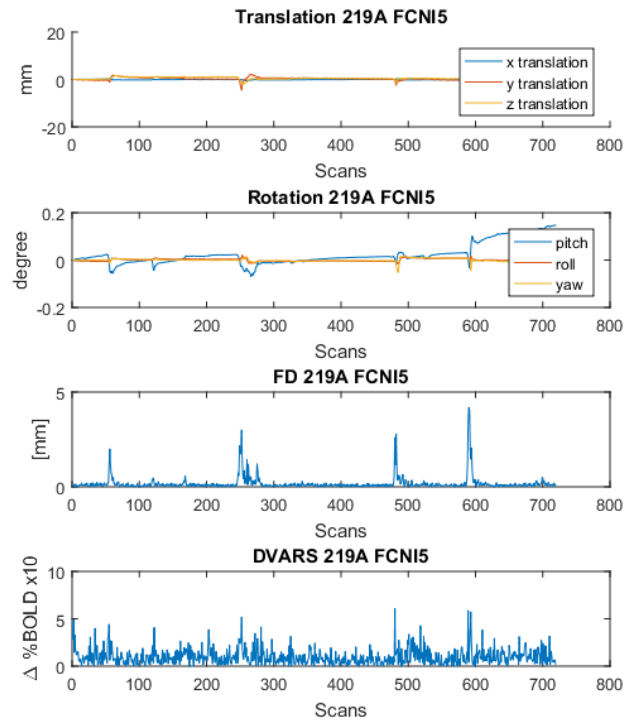 Translation 219A FCNI5
20
0
-20
mm
x translation
y translation
z translation
0 100 200 300 400 500 600 700 800
Scans
Rotation 219A FCNI5
0.2
0
-0.2
degree
pitch
roll
yaw
0 100 200 300 400 500 600 700 800
Scans
FD 219A FCNI5
5
0
[mm]
0 100 200 300 400 500 600 700 800
Scans
DVARS 219A FCNI5
10
5
0
Δ %BOLD x10
0 100 200 300 400 500 600 700 800
Scans